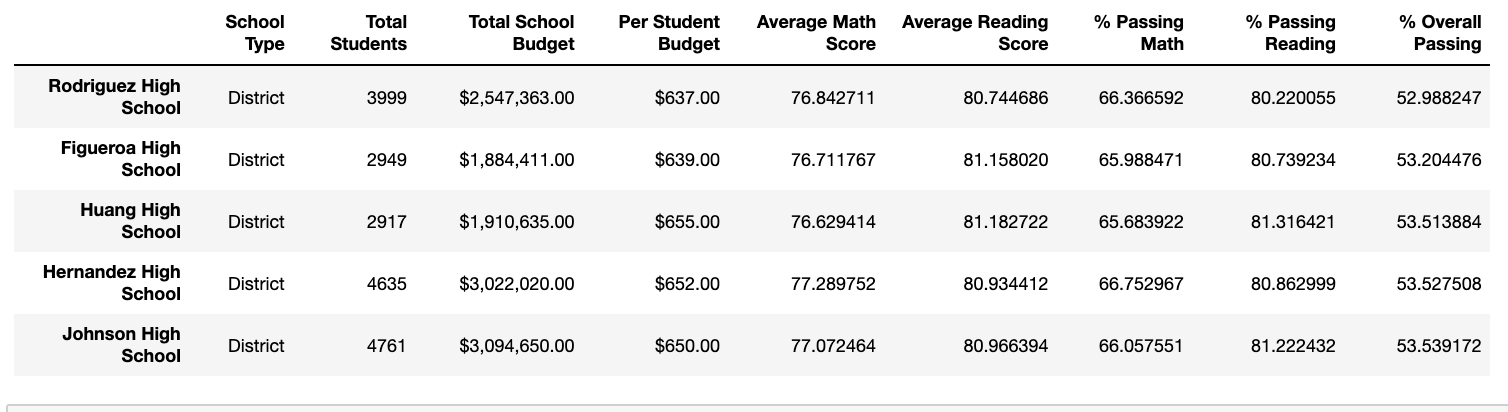 School Total Total School Per Student Average Math Average Reading % Passing % Passing % Overall
Type Students Budget Budget Score Score Math Reading Passing
Rodriguez High School District 3999 $2,547,363.00 $637.00 76.842711 80.744686 66.366592 80.220055 52.988247
Figueroa High School District 2949 $1,884,411.00 $639.00 76.711767 81.158020 65.988471 80.739234 53.204476
Huang High School District 2917 $1,910,635.00 $655.00 76.629414 81.182722 65.683922 81.316421 53.513884
Hernandez High School District 4635 $3,022,020.00 $652.00 77.289752 80.934412 66.752967 80.862999 53.527508
Johnson High School District 4761 $3,094,650.00 $650.00 77.072464 80.966394 66.057551 81.222432 53.539172